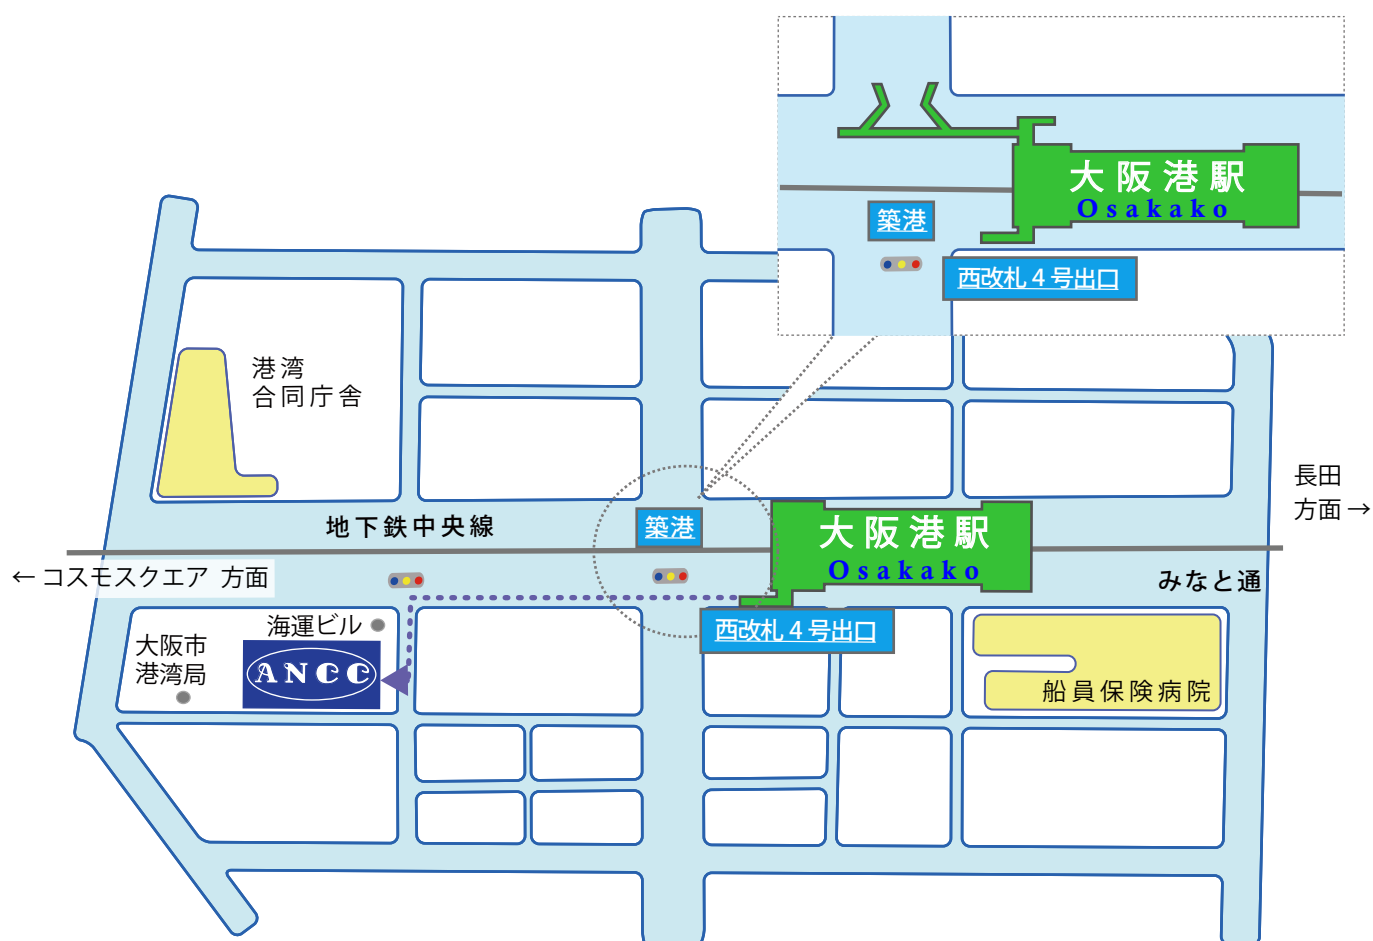 大阪港駅
Osakako
築港
西改札4号出口
港湾
合同庁舎
長田
方面→
地下鉄中央線
築港
大阪港駅
Osakako
←コスモスクエア 方面
みなと通
西改札4号出口
海運ビル
大阪市
港湾局
ANCC
船員保険病院